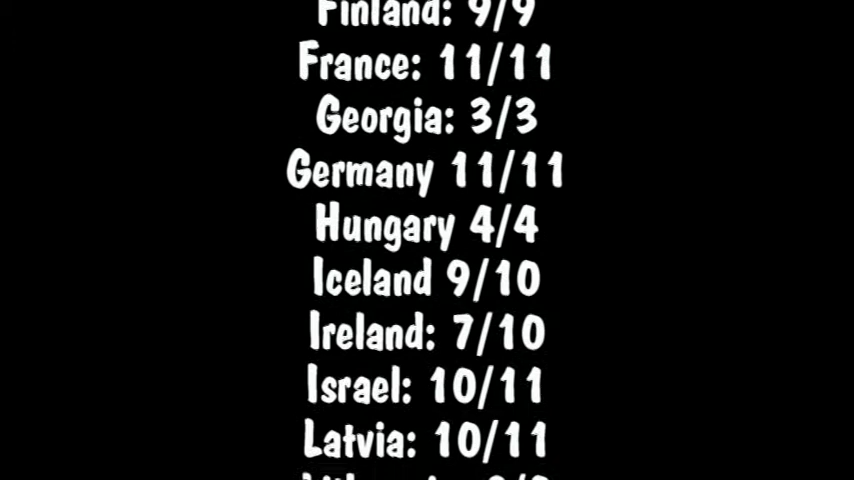 Finland: 9/9
France: 11/11
Georgia: 3/3
Germany 11/11
Hungary 4/4
Iceland 9/10
Ireland: 7/10
Israel: 10/11
Latvia: 10/11